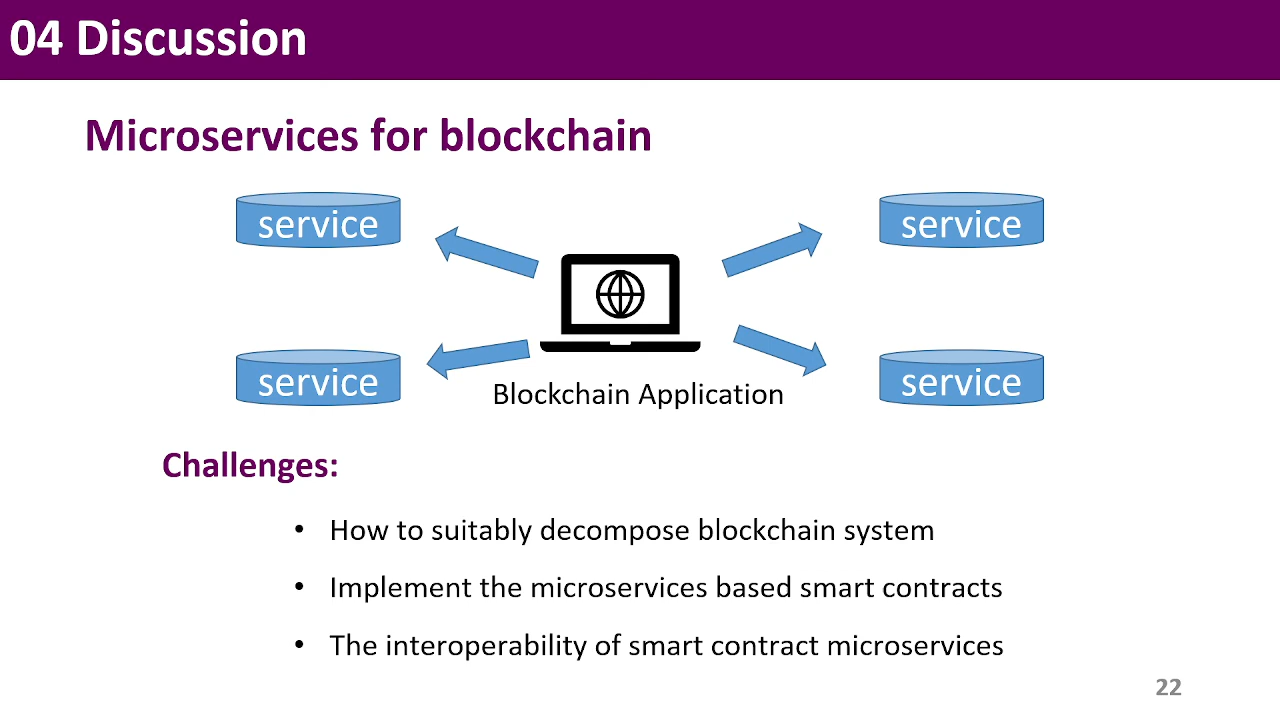 04 Discussion
Microservices for blockchain
service
service
service
service
Blockchain Application
Challenges:
• How to suitably decompose blockchain system
• Implement the microservices based smart contracts
• The interoperability of smart contract microservices
22